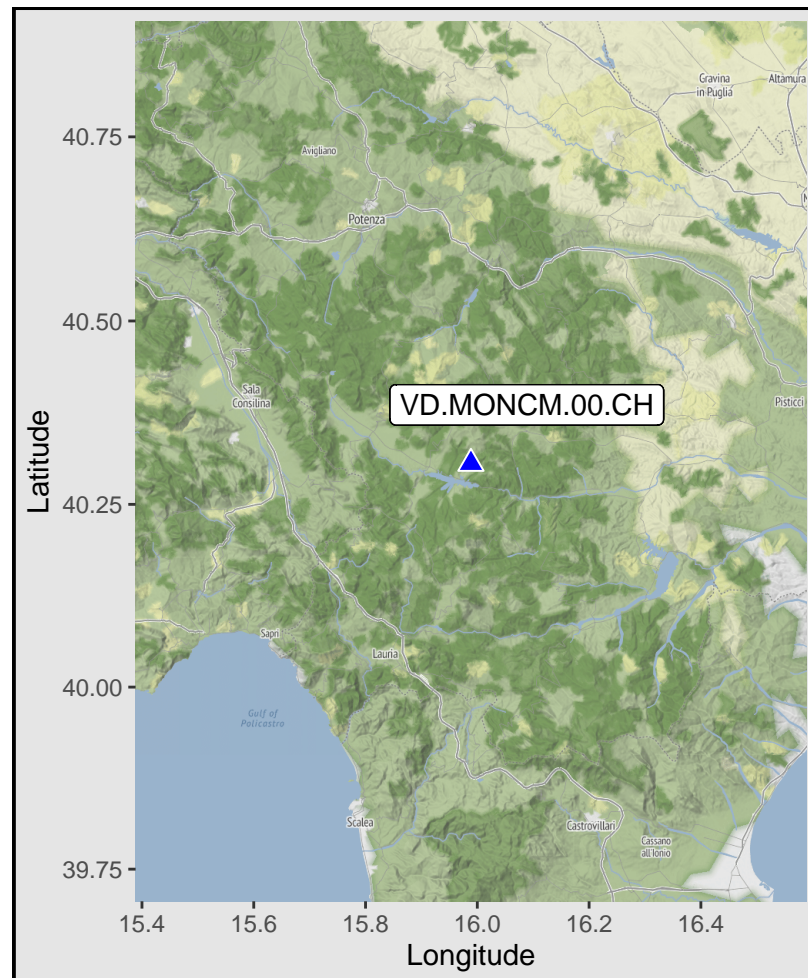 Gravina
in Puglia
Altamura
40.75
Avigliano
Potenza
40.50
Sala
Consilina
VD.MONCM.00.CH
Pisticci
Latitude
40.25
Sapri
Lauria
40.00
Gulf of
Policastro
Scalea
Castrovillari
Cassano
all'Ionio
39.75
15.4 15.6 15.8 16.0 16.2 16.4
Longitude